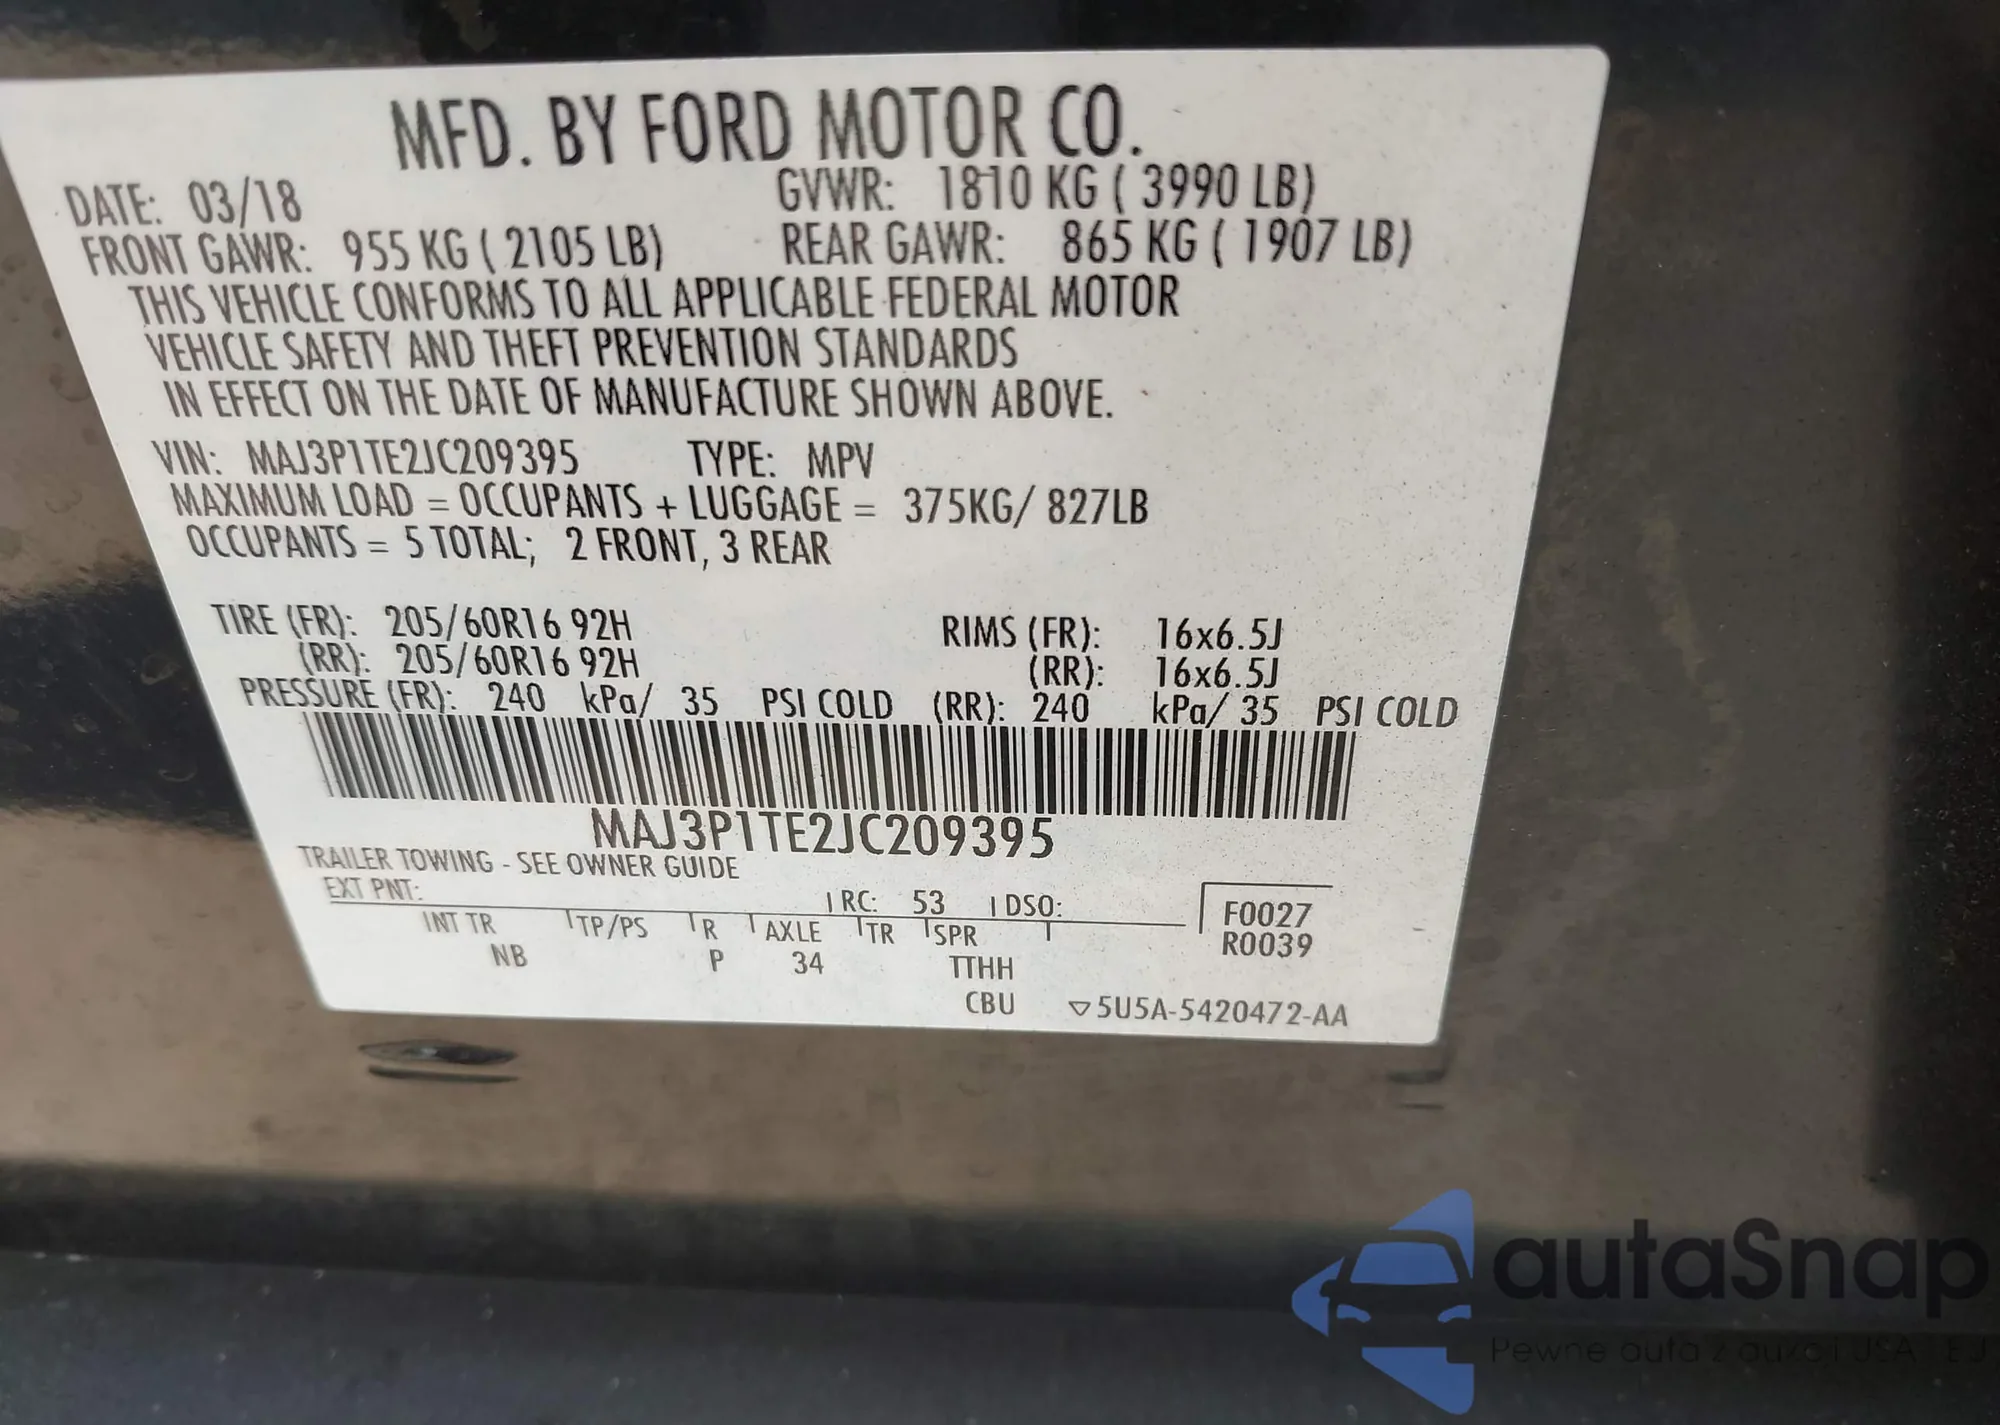 MFD. BY FORD MOTOR CO.
DATE: 03/18 GVWR: 1810 KG ( 3990 LB)
FRONT GAWR: 955 KG ( 2105 LB) REAR GAWR: 865 KG ( 1907 LB)
THIS VEHICLE CONFORMS TO ALL APPLICABLE FEDERAL MOTOR
VEHICLE SAFETY AND THEFT PREVENTION STANDARDS
IN EFFECT ON THE DATE OF MANUFACTURE SHOWN ABOVE.
VIN: MAJ3P1TE2JC209395 TYPE: MPV
MAXIMUM LOAD = OCCUPANTS + LUGGAGE = 375KG/ 827LB
OCCUPANTS = 5 TOTAL; 2 FRONT, 3 REAR
TIRE (FR): 205/60R16 92H RIMS (FR): 16x6.5J
(RR): 205/60R16 92H (RR): 16x6.5J
PRESSURE (FR): 240 kPa/ 35 PSI COLD (RR): 240 kPa/ 35 PSI COLD
MAJ3P1TE2JC209395
TRAILER TOWING - SEE OWNER GUIDE
EXT PNT: RC: 53 DSO:
F0027
INT TR TP/PS R AXLE TR SPR
R0039
NB P 34 TTHH
CBU 5U5A-5420472-AA
autaSnap
Pewne auta z aukcji USA i EU